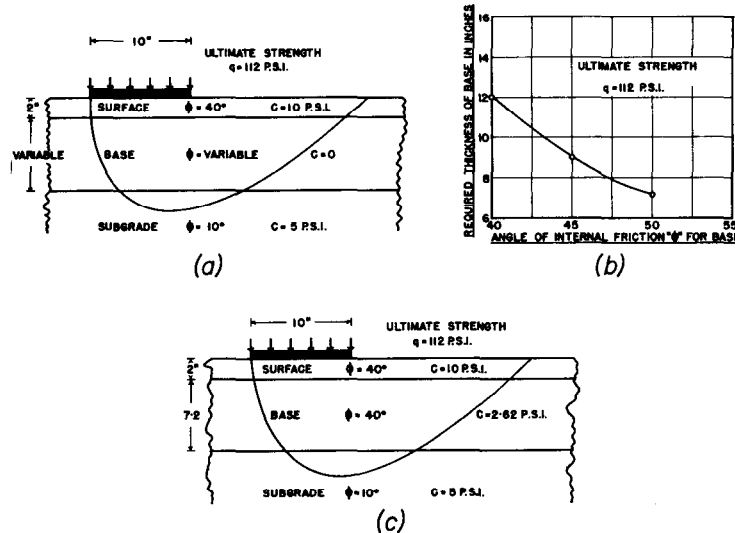 10"
ULTIMATE STRENGTH
q=112 P.S.I.
2"
SURFACE ϕ= 40° C=10 P.S.I.
VARIABLE
BASE ϕ= VARIABLE C=0
SUBGRADE ϕ= 10° C= 5 P.S.I.
(a)
REQUIRED THICKNESS OF BASE IN INCHES
16
14
12
10
8
6
ULTIMATE STRENGTH
q=112 P.S.I.
40 45 50 55
ANGLE OF INTERNAL FRICTION "ϕ" FOR BASE
(b)
10"
ULTIMATE STRENGTH
q=112 P.S.I.
2"
SURFACE ϕ= 40° C=10 P.S.I.
7·2
BASE ϕ= 40° C=2·62 P.S.I.
SUBGRADE ϕ=10° C=5 P.S.I.
(c)